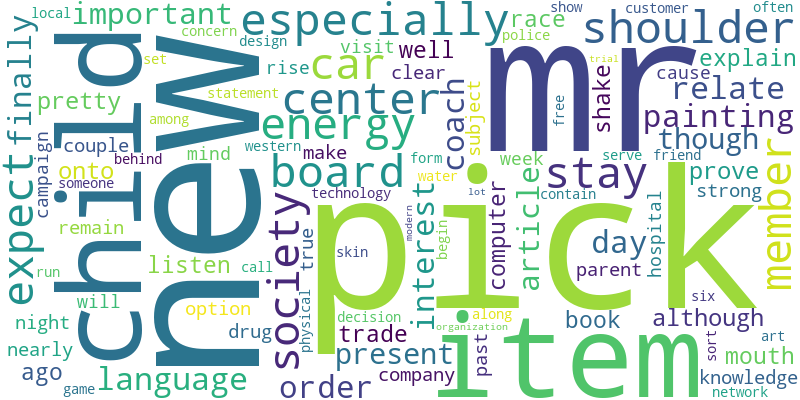 local
important
especially
race
show
customer
often
police
shoulder
mr
concern
design
visit
well
explain
car
rise
clear
cause
set
statement
shake
relate
trial
finally
child
new
pretty
center
coach
subject
free
painting
energy
though
among
couple
mind
western
make
board
form
week
serve
friend
behind
onto
stay
member
expect
campaign
someone
water
prove
strong
contain
lot
technology
society
pick
interest
modern
begin
computer
article
hospital
day
parent
remain
true
skin
listen
call
physical
run
will
option
six
night
drug
decision
along
book
although
organization
nearly
trade
item
past
sort
art
mouth
ago
present
company
knowledge
game
language
order
network